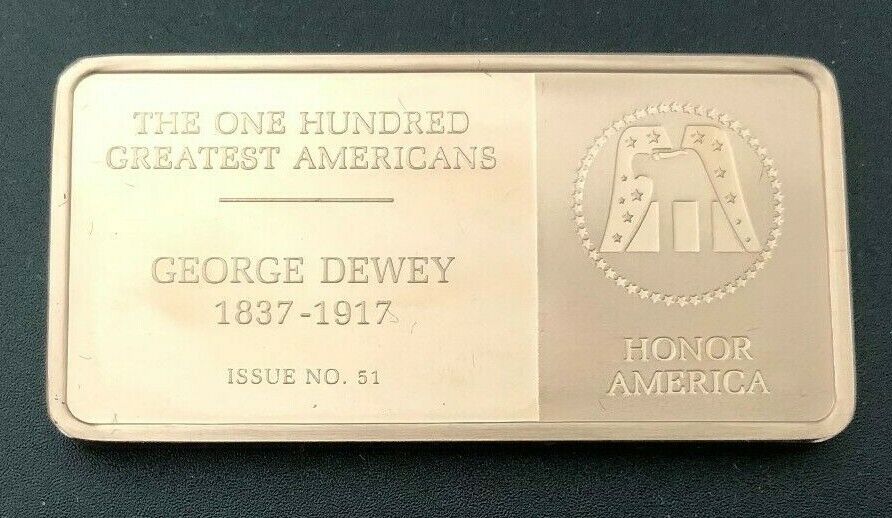 THE ONE HUNDRED
GREATEST AMERICANS
GEORGE DEWEY
1837-1917
ISSUE NO. 51
HONOR
AMERICA